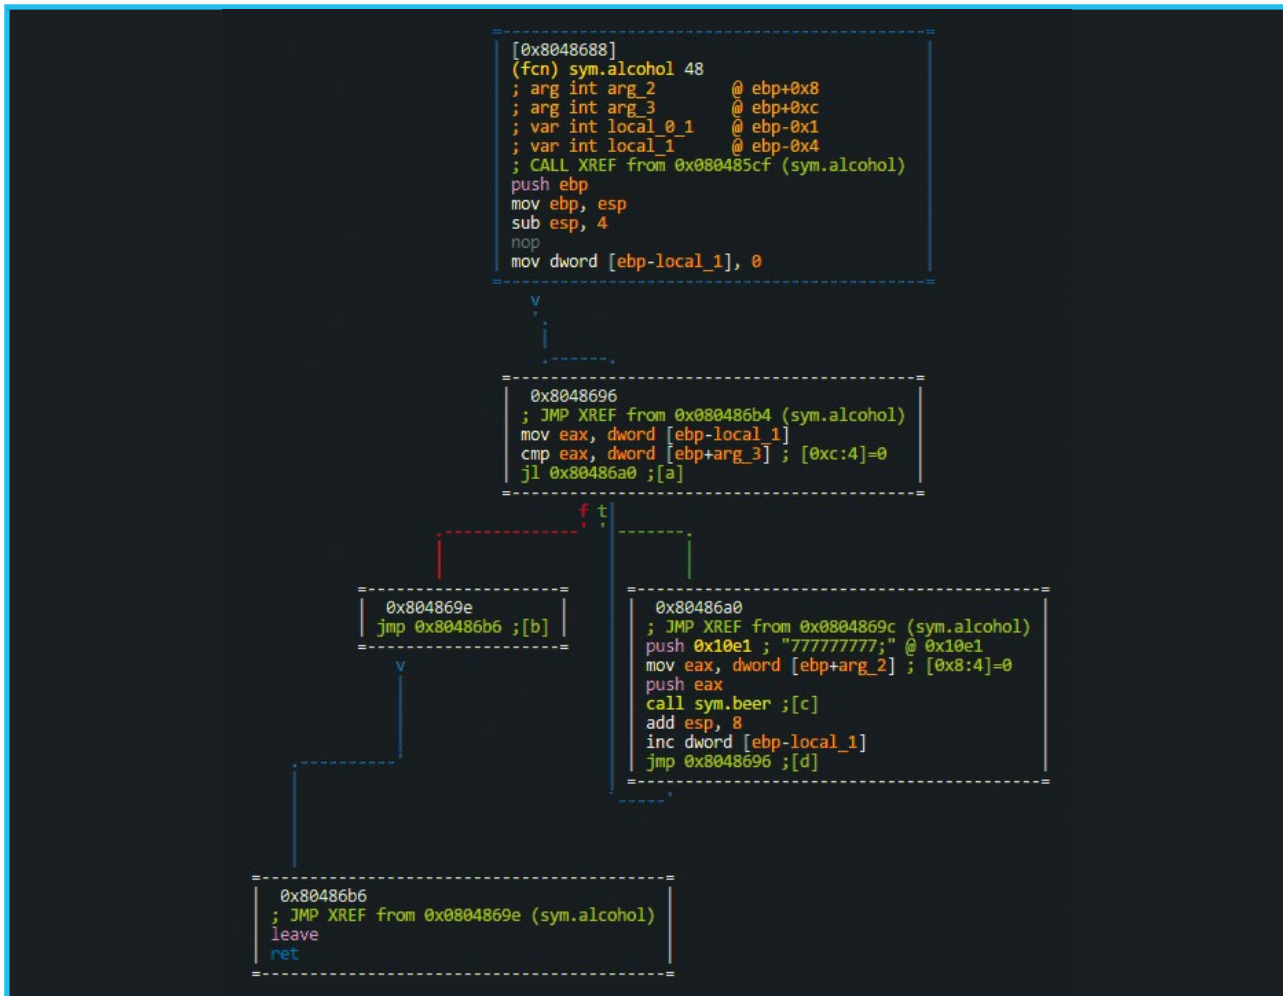 [0x8048688]
(fcn) sym.alcohol 48
; arg int arg_2 @ ebp+0x8
; arg int arg_3 @ ebp+0xc
; var int local_0_1 @ ebp-0x1
; var int local_1 @ ebp-0x4
; CALL XREF from 0x080485cf (sym.alcohol)
push ebp
mov ebp, esp
sub esp, 4
nop
mov dword [ebp-local_1], 0
v
0x8048696
; JMP XREF from 0x080486b4 (sym.alcohol)
mov eax, dword [ebp-local_1]
cmp eax, dword [ebp+arg_3] ; [0xc:4]=0
jl 0x80486a0 ;[a]
f t
0x804869e
jmp 0x80486b6 ;[b]
v
0x80486a0
; JMP XREF from 0x0804869c (sym.alcohol)
push 0x10e1 ; "777777777;" @ 0x10e1
mov eax, dword [ebp+arg_2] ; [0x8:4]=0
push eax
call sym.beer ;[c]
add esp, 8
inc dword [ebp-local_1]
jmp 0x8048696 ;[d]
0x80486b6
; JMP XREF from 0x0804869e (sym.alcohol)
leave
ret